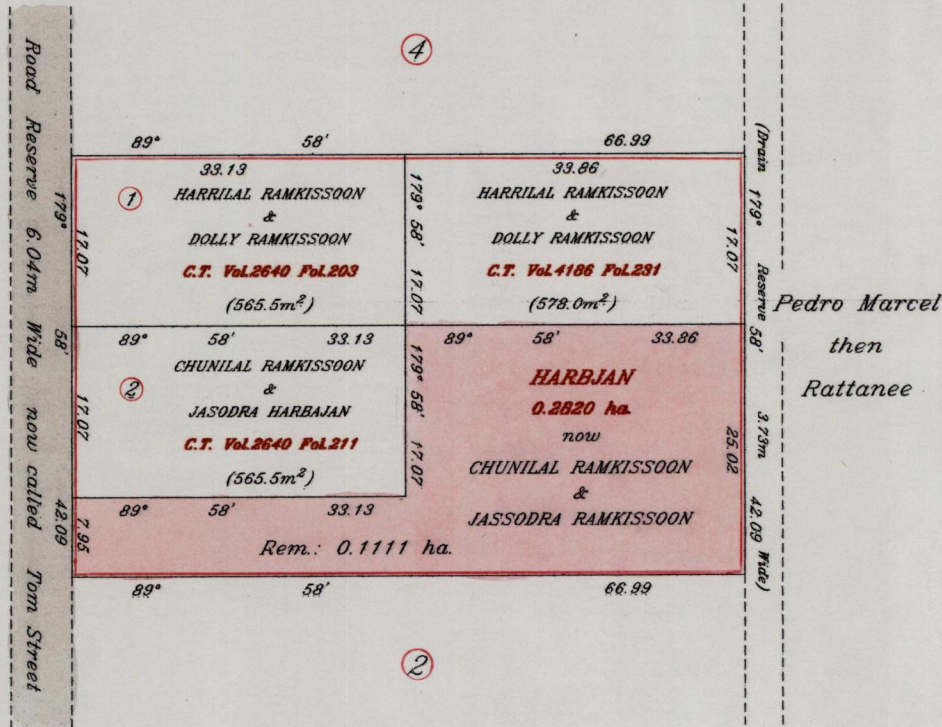 4
89° 58' 66.99
33.13
1
HARRILAL RAMKISSOON
&
DOLLY RAMKISSOON
C.T. Vol.2640 Fol.203
(565.5m²)
179° 58' 17.07
33.86
HARRILAL RAMKISSOON
&
DOLLY RAMKISSOON
C.T. Vol.4186 Fol.231
(578.0m²)
17.07
17.07
89° 58' 33.13
2
CHUNILAL RAMKISSOON
&
JASODRA HARBAJAN
C.T. Vol.2640 Fol.211
(565.5m²)
179° 58' 17.07
17.07
89° 58' 33.13
89° 58' 33.86
HARBJAN
0.2820 ha.
now
CHUNILAL RAMKISSOON
&
JASSODRA RAMKISSOON
25.02
7.95
Rem.: 0.1111 ha.
89° 58' 66.99
2
Road Reserve 6.04m Wide now called Tom Street
179° 58' 42.09
(Drain Reserve 3.73m Wide)
179° 58' 42.09
Pedro Marcel
then
Rattanee